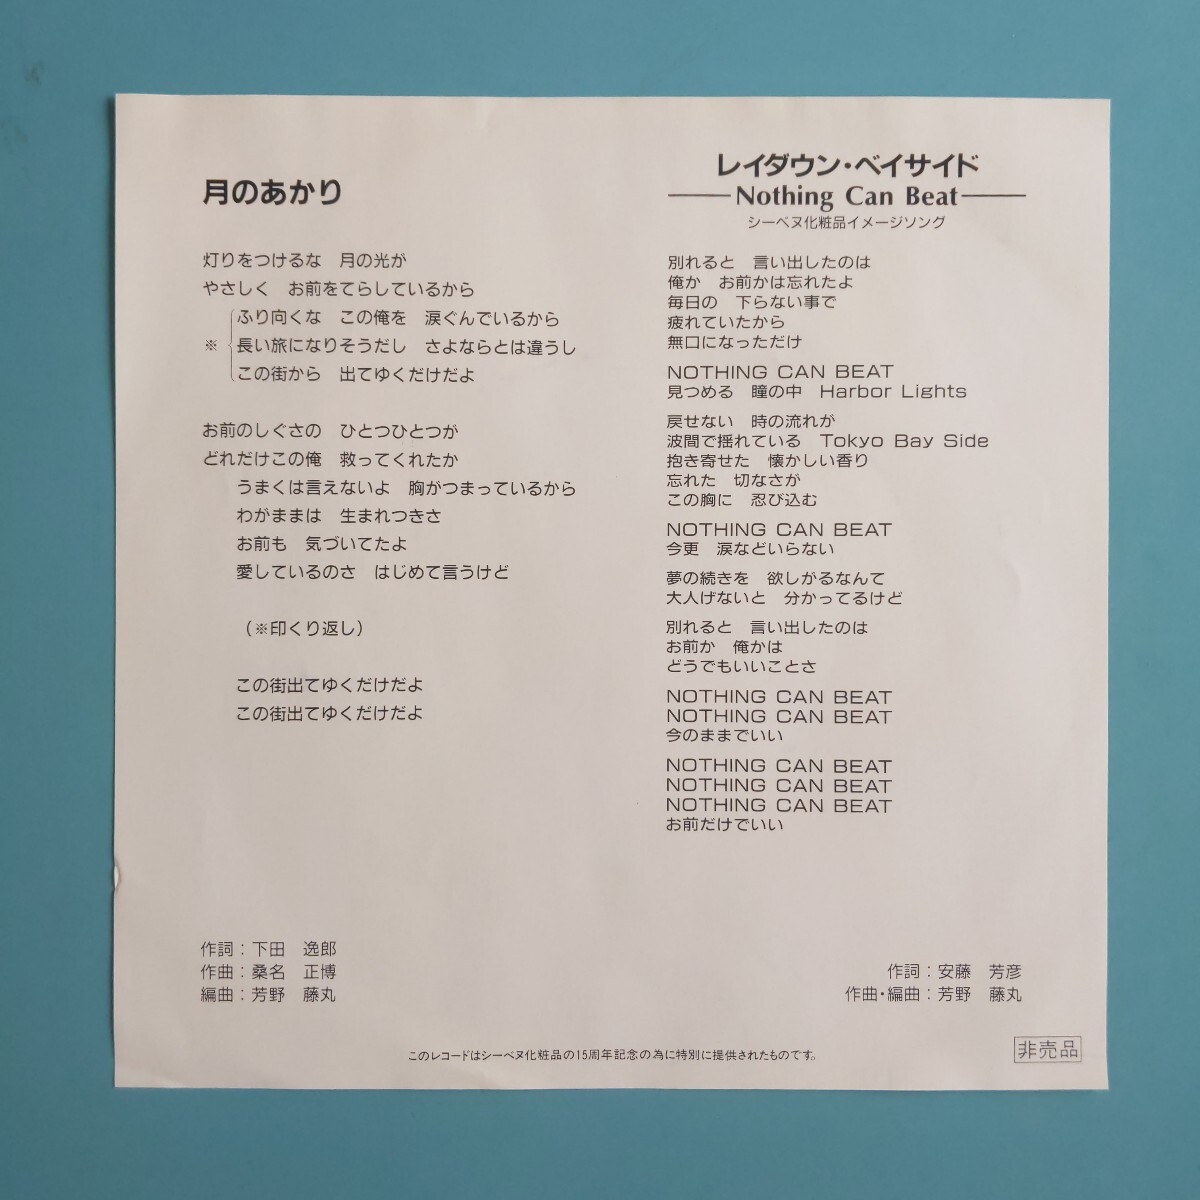 月のあかり
灯りをつけるな　月の光が
やさしく　お前をてらしているから
ふり向くな　この俺を　涙ぐんでいるから
※　長い旅になりそうだし　さよならとは違うし
この街から　出てゆくだけだよ
お前のしぐさの　ひとつひとつが
どれだけこの俺　救ってくれたか
うまくは言えないよ　胸がつまっているから
わがままは　生まれつきさ
お前も　気づいてたよ
愛しているのさ　はじめて言うけど
（※印くり返し）
この街出てゆくだけだよ
この街出てゆくだけだよ
作詞：下田　逸郎
作曲：桑名　正博
編曲：芳野　藤丸
レイダウン・ベイサイド
Nothing Can Beat
シーベヌ化粧品イメージソング
別れると　言い出したのは
俺か　お前かは忘れたよ
毎日の　下らない事で
疲れていたから
無口になっただけ
NOTHING CAN BEAT
見つめる　瞳の中　Harbor Lights
戻せない　時の流れが
波間で揺れている　Tokyo Bay Side
抱き寄せた　懐かしい香り
忘れた　切なさが
この胸に　忍び込む
NOTHING CAN BEAT
今更　涙などいらない
夢の続きを　欲しがるなんて
大人げないと　分かってるけど
別れると　言い出したのは
お前か　俺かは
どうでもいいことさ
NOTHING CAN BEAT
NOTHING CAN BEAT
今のままでいい
NOTHING CAN BEAT
NOTHING CAN BEAT
NOTHING CAN BEAT
お前だけでいい
作詞：安藤　芳彦
作曲・編曲：芳野　藤丸
このレコードはシーベヌ化粧品の15周年記念の為に特別に提供されたものです。
非売品